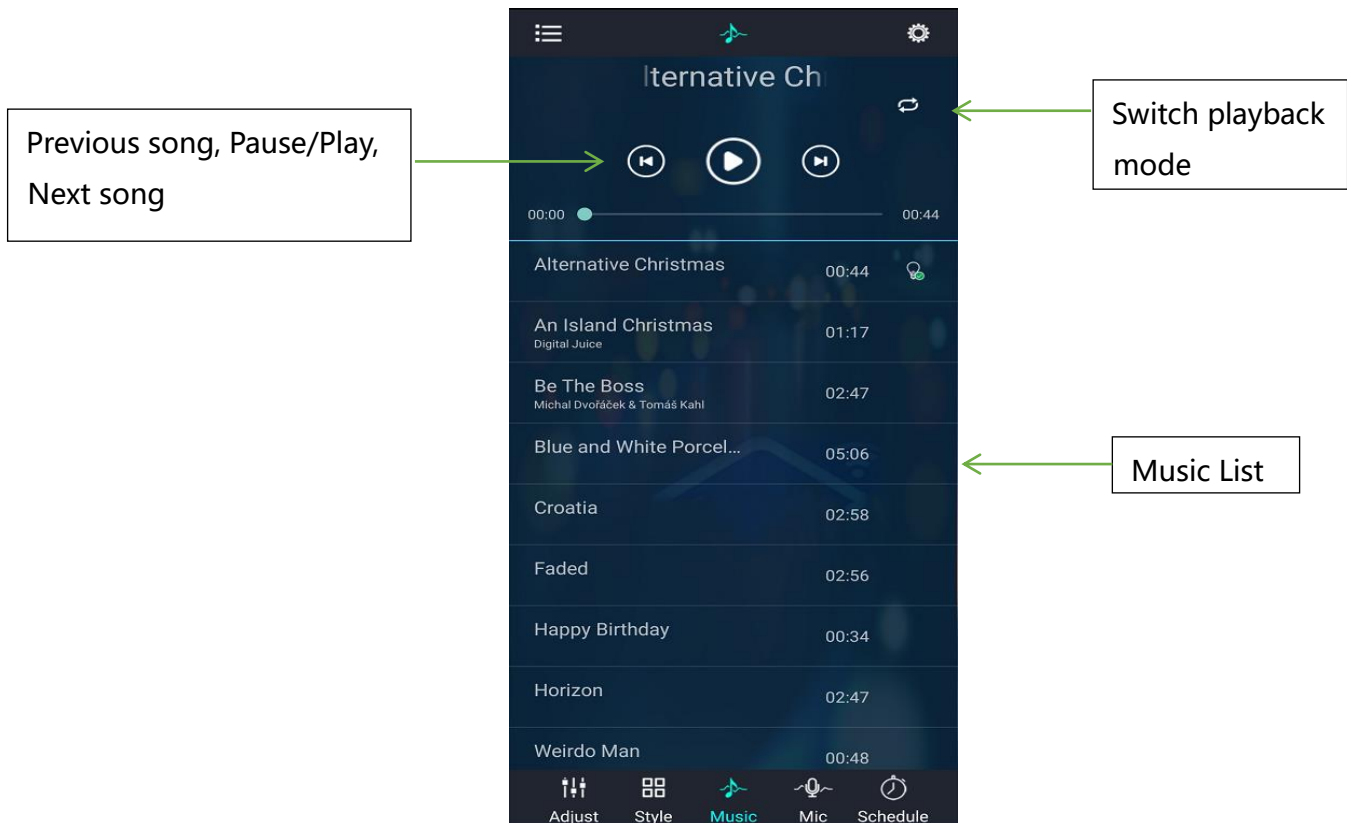 lternative Ch
Previous song, Pause/Play,
Next song
Switch playback
mode
00:00 00:44
Alternative Christmas 00:44
An Island Christmas 01:17
Digital Juice
Be The Boss 02:47
Michal Dvořáček & Tomáš Kahl
Blue and White Porcel... 05:06
Music List
Croatia 02:58
Faded 02:56
Happy Birthday 00:34
Horizon 02:47
Weirdo Man 00:48
Adjust Style Music Mic Schedule